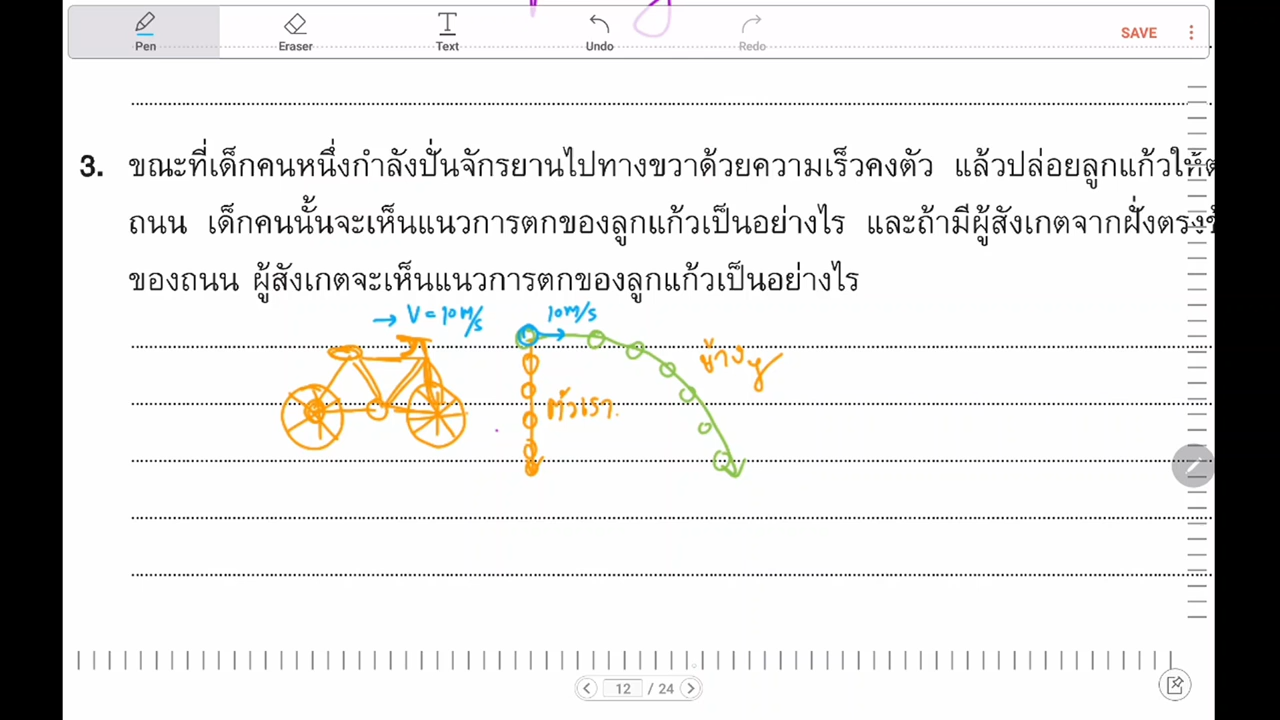 Pen
Eraser
Text
Undo
Redo
SAVE
3. ขณะที่เด็กคนหนึ่งกำลังปั่นจักรยานไปทางขวาด้วยความเร็วคงตัว แล้วปล่อยลูกแก้วให้
ถนน เด็กคนนั้นจะเห็นแนวการตกของลูกแก้วเป็นอย่างไร และถ้ามีผู้สังเกตจากฝั่งตรง
ของถนน ผู้สังเกตจะเห็นแนวการตกของลูกแก้วเป็นอย่างไร
→ V = 10 m/s
10 m/s
ข้างๆ
ตัวเรา.
12 / 24